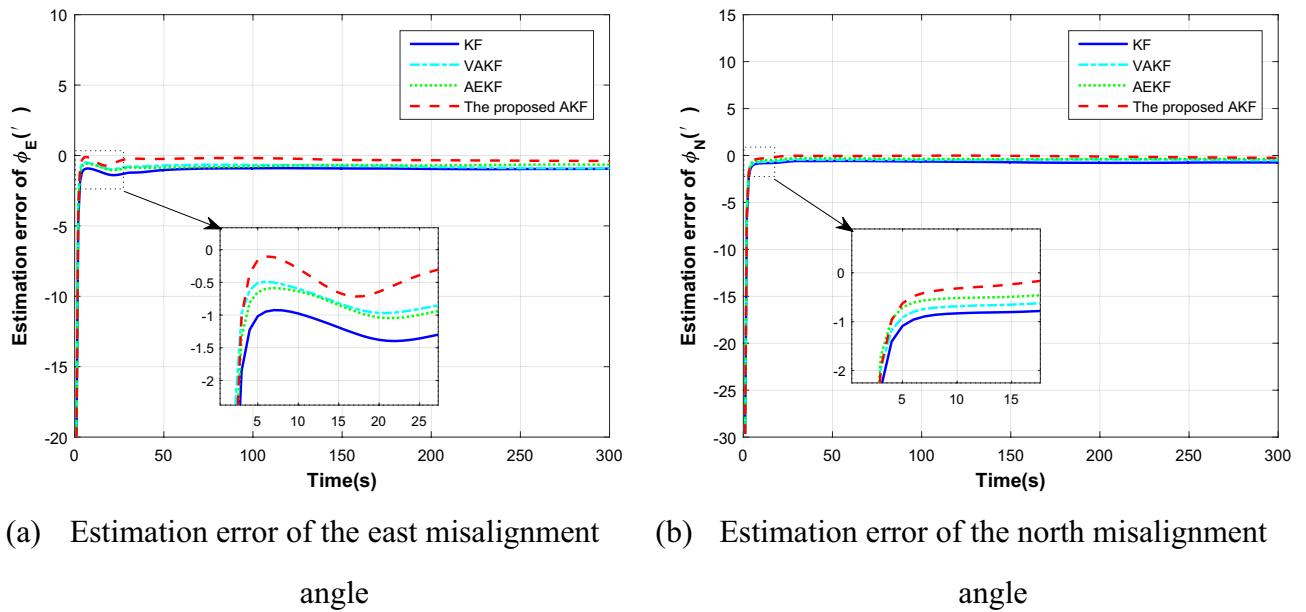 10
5
0
-5
-10
-15
-20
Estimation error of ϕE(′)
KF
VAKF
AEKF
The proposed AKF
0
-0.5
-1
-1.5
-2
5
10
15
20
25
0
50
100
150
200
250
300
Time(s)
(a) Estimation error of the east misalignment
angle
15
10
5
0
-5
-10
-15
-20
-25
-30
Estimation error of ϕN(′)
KF
VAKF
AEKF
The proposed AKF
0
-1
-2
5
10
15
0
50
100
150
200
250
300
Time(s)
(b) Estimation error of the north misalignment
angle